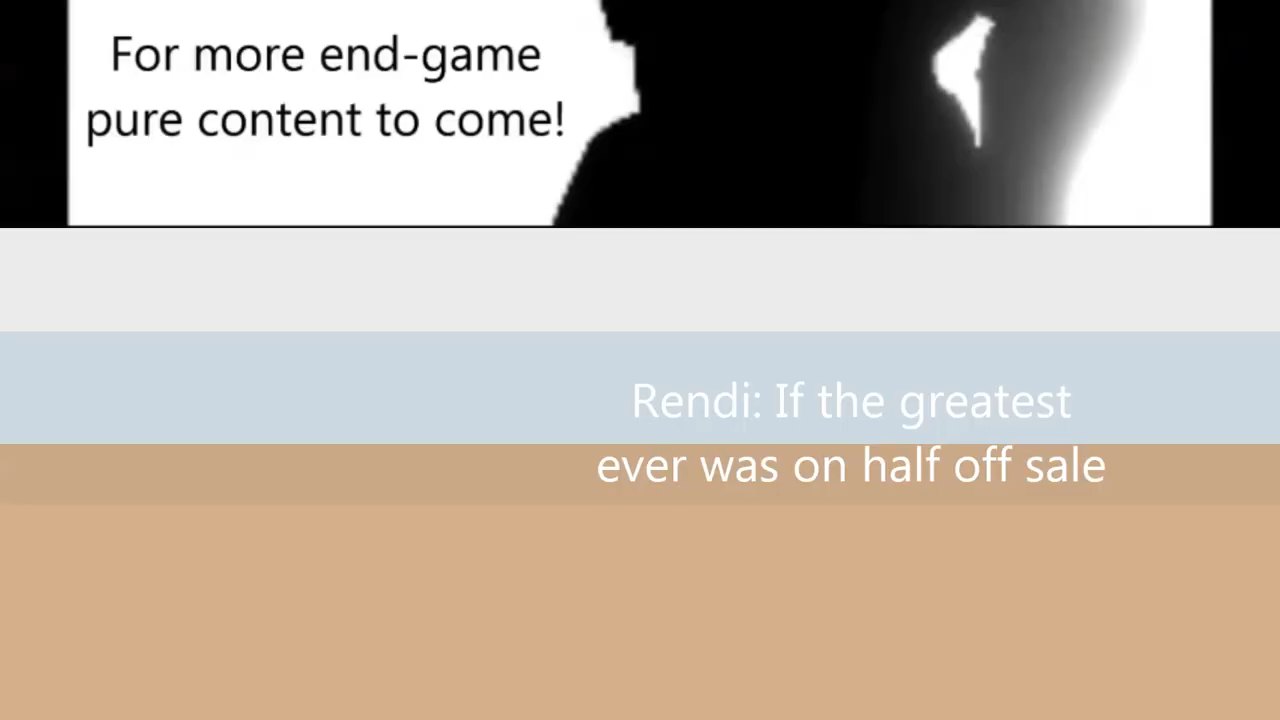 For more end-game
pure content to come!
Rendi: If the greatest
ever was on half off sale